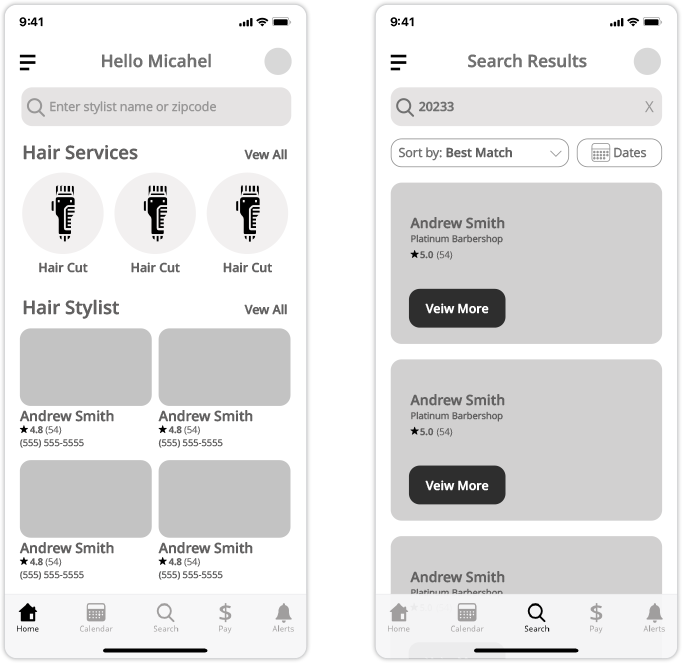 9:41
Hello Micahel
Enter stylist name or zipcode
Hair Services
Vew All
Hair Cut
Hair Cut
Hair Cut
Hair Stylist
Vew All
Andrew Smith
4.8 (54)
(555) 555-5555
Andrew Smith
4.8 (54)
(555) 555-5555
Andrew Smith
4.8 (54)
(555) 555-5555
Andrew Smith
4.8 (54)
(555) 555-5555
Home
Calendar
Search
$
Pay
Alerts
9:41
Search Results
20233
X
Sort by: Best Match
Dates
Andrew Smith
Platinum Barbershop
5.0 (54)
Veiw More
Andrew Smith
Platinum Barbershop
5.0 (54)
Veiw More
Andrew Smith
Platinum Barbershop
Home
Calendar
Search
$
Pay
Alerts